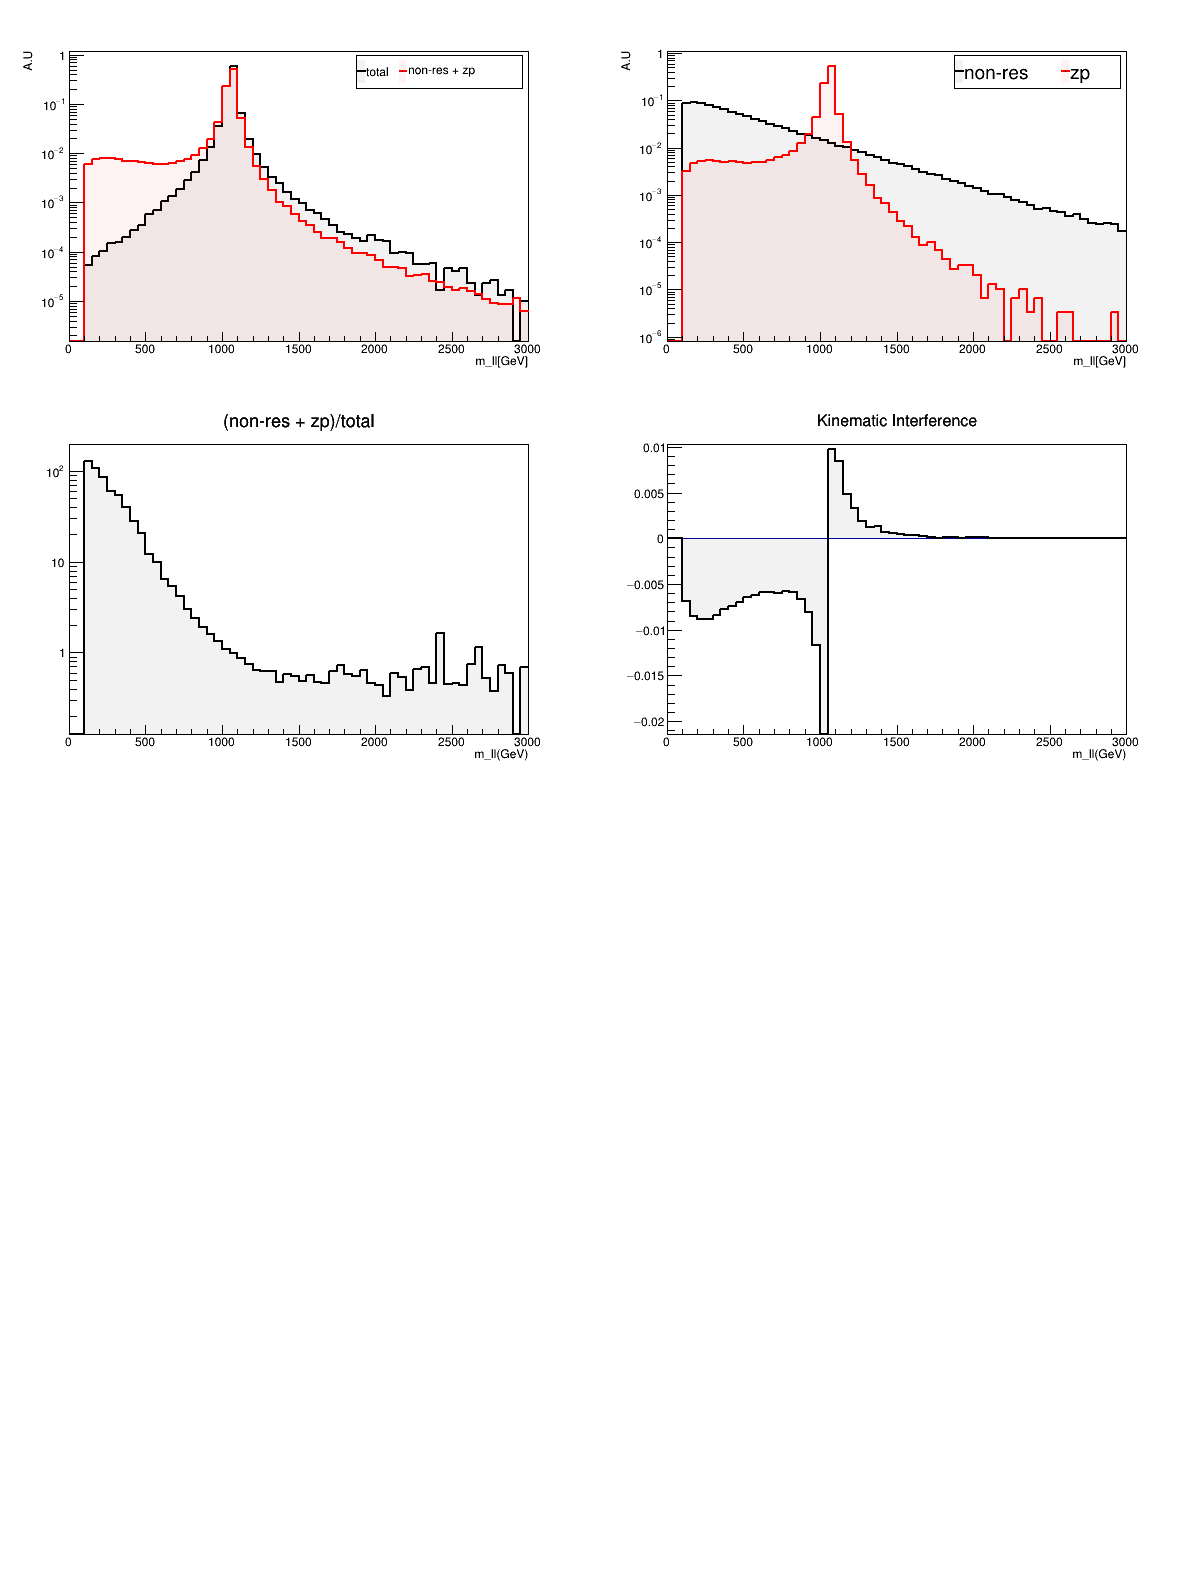 A.U
total non-res + zp
1
10⁻¹
10⁻²
10⁻³
10⁻⁴
10⁻⁵
0 500 1000 1500 2000 2500 3000
m_ll[GeV]
A.U
non-res zp
1
10⁻¹
10⁻²
10⁻³
10⁻⁴
10⁻⁵
10⁻⁶
0 500 1000 1500 2000 2500 3000
m_ll[GeV]
(non-res + zp)/total
10²
10
1
0 500 1000 1500 2000 2500 3000
m_ll(GeV)
Kinematic Interference
0.01
0.005
0
−0.005
−0.01
−0.015
−0.02
0 500 1000 1500 2000 2500 3000
m_ll(GeV)